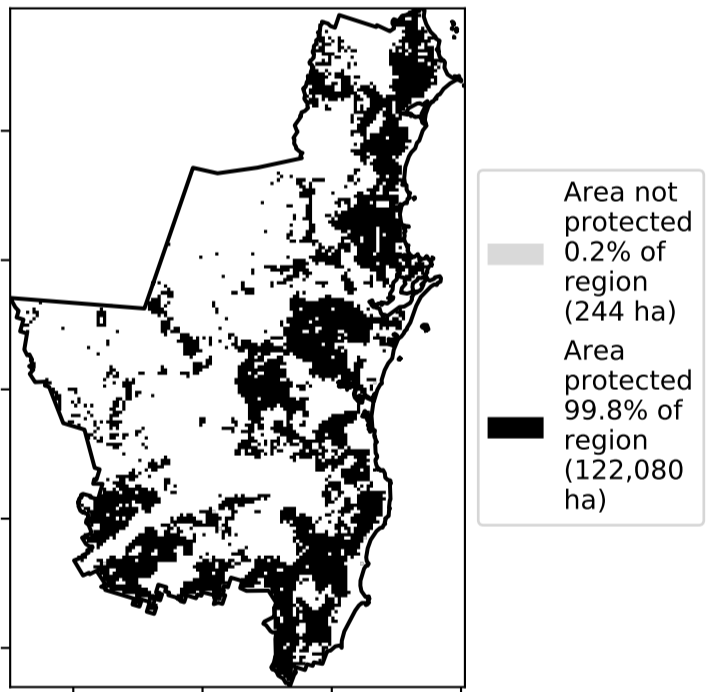 Area not
protected
0.2% of
region
(244 ha)
Area
protected
99.8% of
region
(122,080
ha)